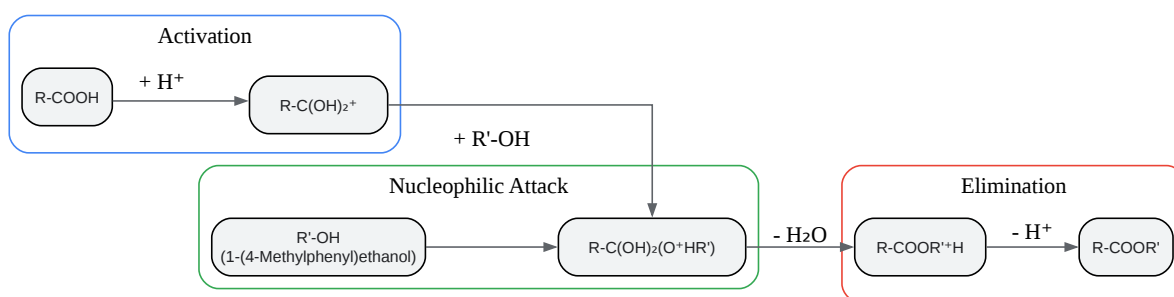 Activation
+ H⁺
R-COOH
R-C(OH)₂⁺
+ R'-OH
Nucleophilic Attack
Elimination
R'-OH
(1-(4-Methylphenyl)ethanol)
R-C(OH)₂(O⁺HR')
- H₂O
R-COOR'⁺H
- H⁺
R-COOR'